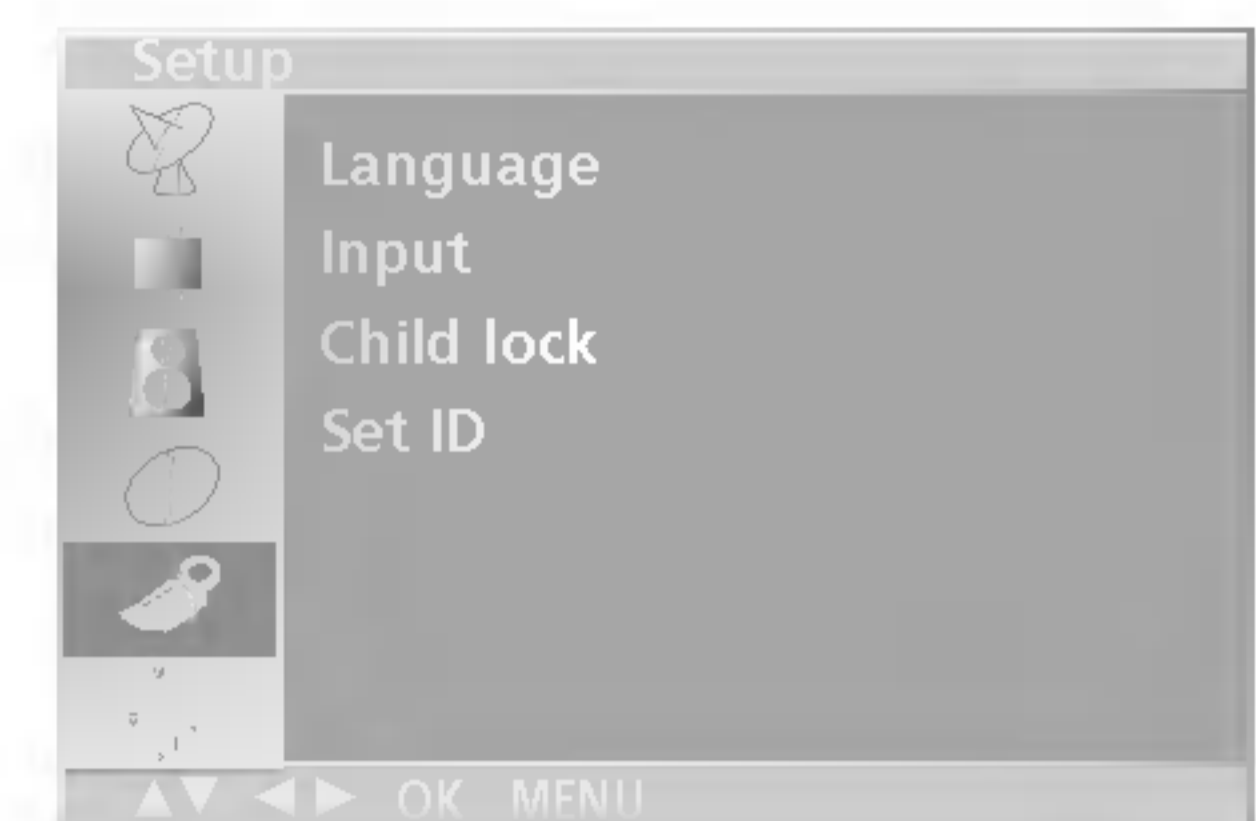 Setup
Language
Input
Child lock
Set ID
▲▼ ◀▶ OK MENU